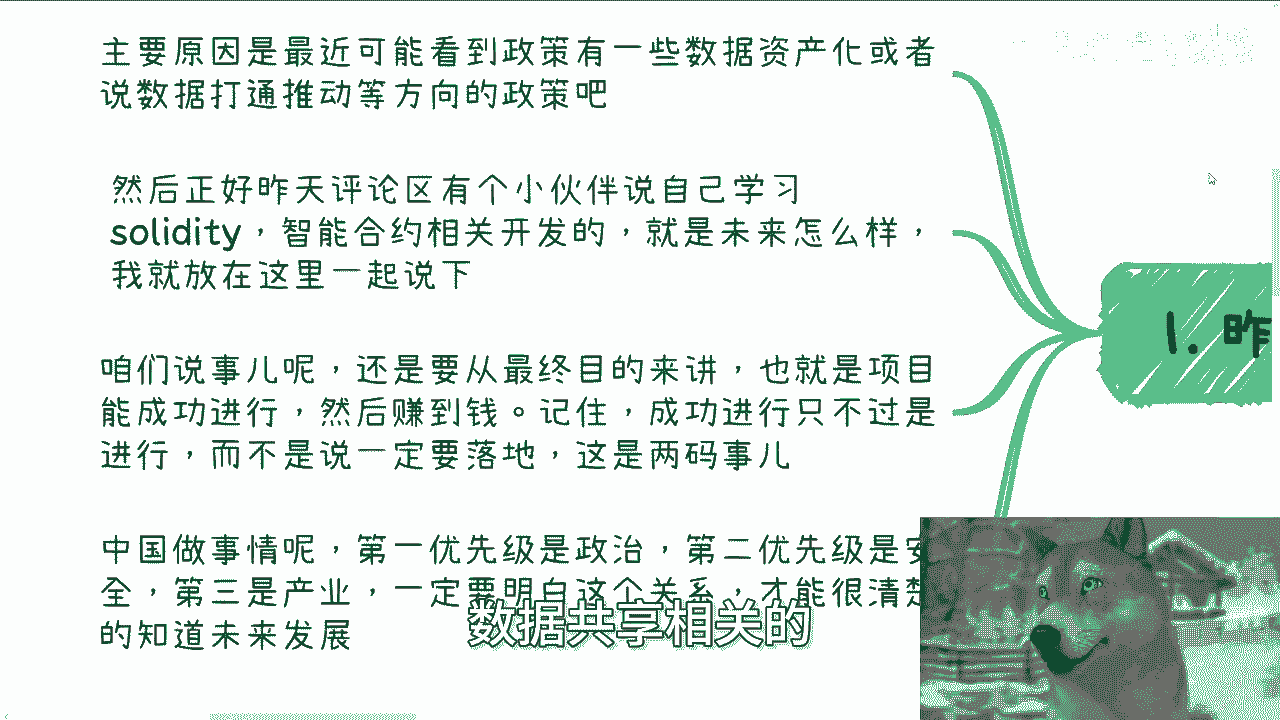 主要原因是最近可能看到政策有一些数据资产化或者
说数据打通推动等方向的政策吧
然后正好昨天评论区有个小伙伴说自己学习
solidity，智能合约相关开发的，就是未来怎么样，
我就放在这里一起说下
咱们说事儿呢，还是要从最终目的来讲，也就是项目
能成功进行，然后赚到钱。记住，成功进行只不过是
进行，而不是说一定要落地，这是两码事儿
中国做事情呢，第一优先级是政治，第二优先级是安
全，第三是产业，一定要明白这个关系，才能很清楚
的知道未来发展
1. 昨
数据共享相关的